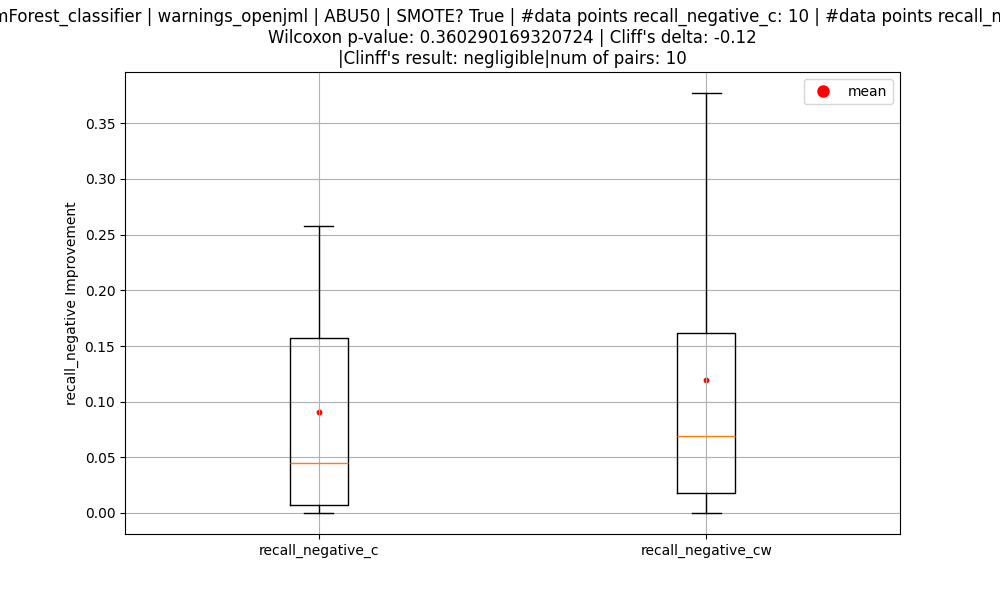 mForest_classifier | warnings_openjml | ABU50 | SMOTE? True | #data points recall_negative_c: 10 | #data points recall_n
Wilcoxon p-value: 0.360290169320724 | Cliff's delta: -0.12
|Clinff's result: negligible|num of pairs: 10
mean
0.35
0.30
0.25
0.20
0.15
0.10
0.05
0.00
recall_negative Improvement
recall_negative_c
recall_negative_cw